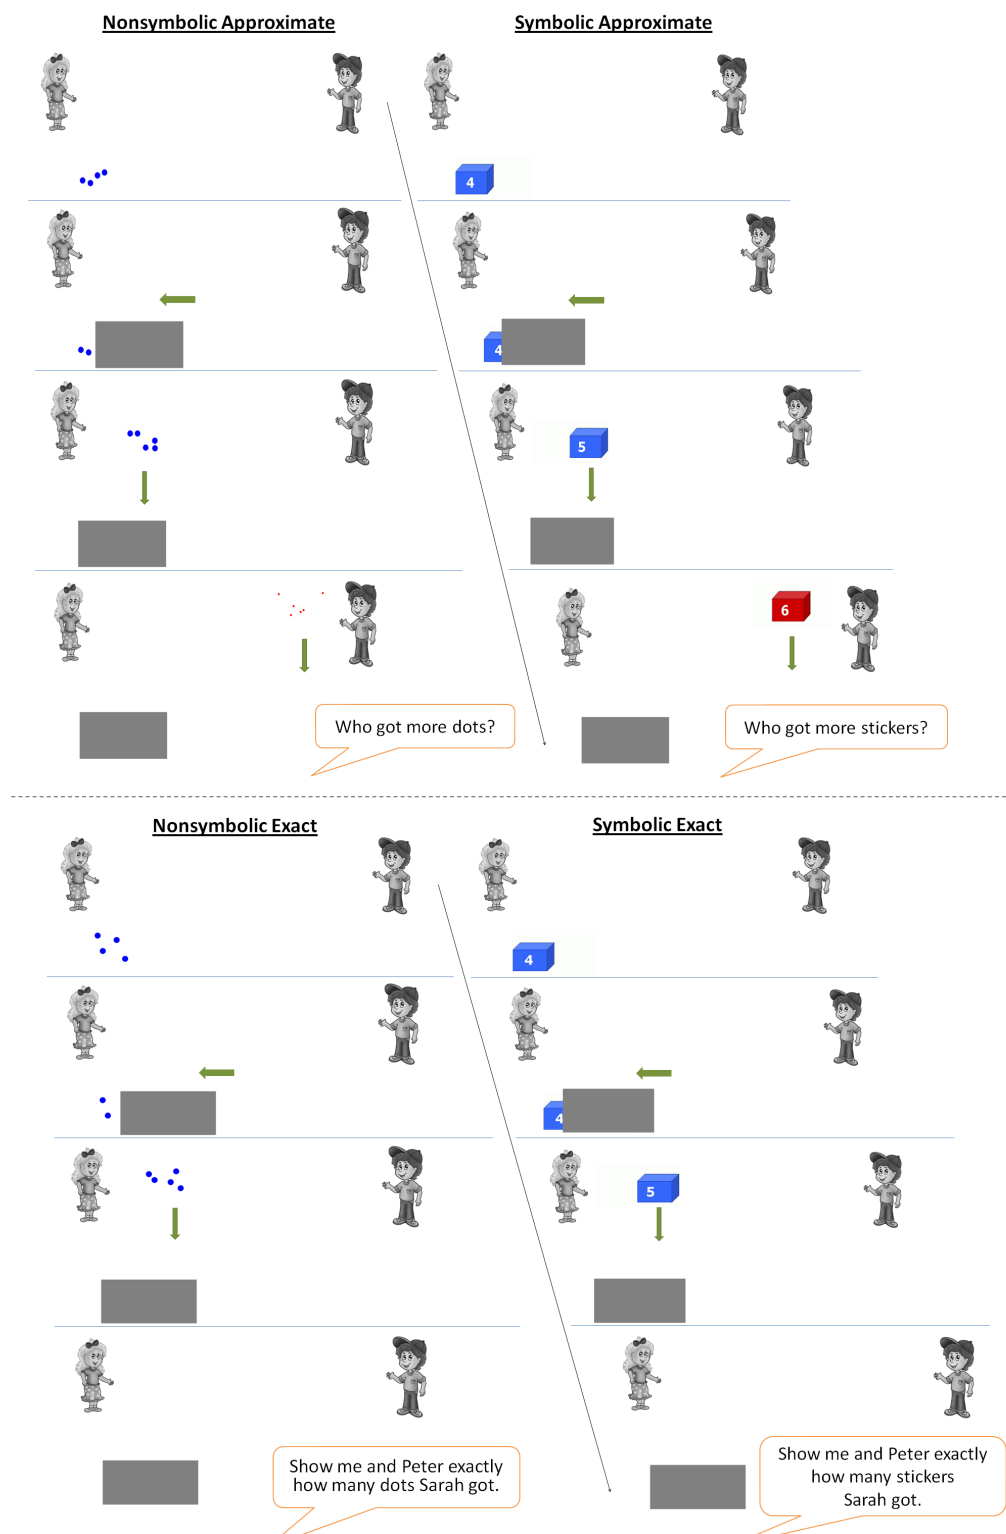 Nonsymbolic Approximate
Symbolic Approximate
4
4
5
6
Who got more dots?
Who got more stickers?
Nonsymbolic Exact
Symbolic Exact
4
4
5
Show me and Peter exactly
how many dots Sarah got.
Show me and Peter exactly
how many stickers
Sarah got.